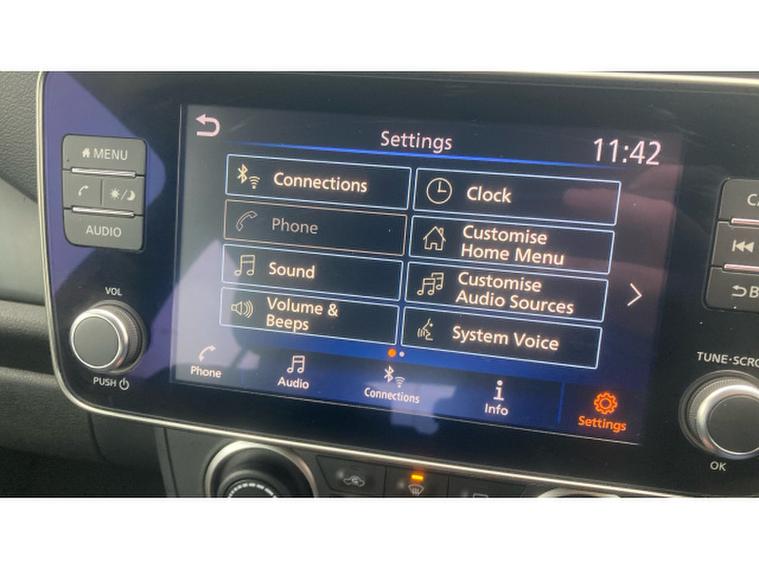 Settings
11:42
MENU
AUDIO
VOL
PUSH
Connections
Clock
Phone
Customise
Home Menu
Sound
Customise
Audio Sources
Volume &
Beeps
System Voice
Phone
Audio
Connections
Info
Settings
TUNE·SCRO
OK